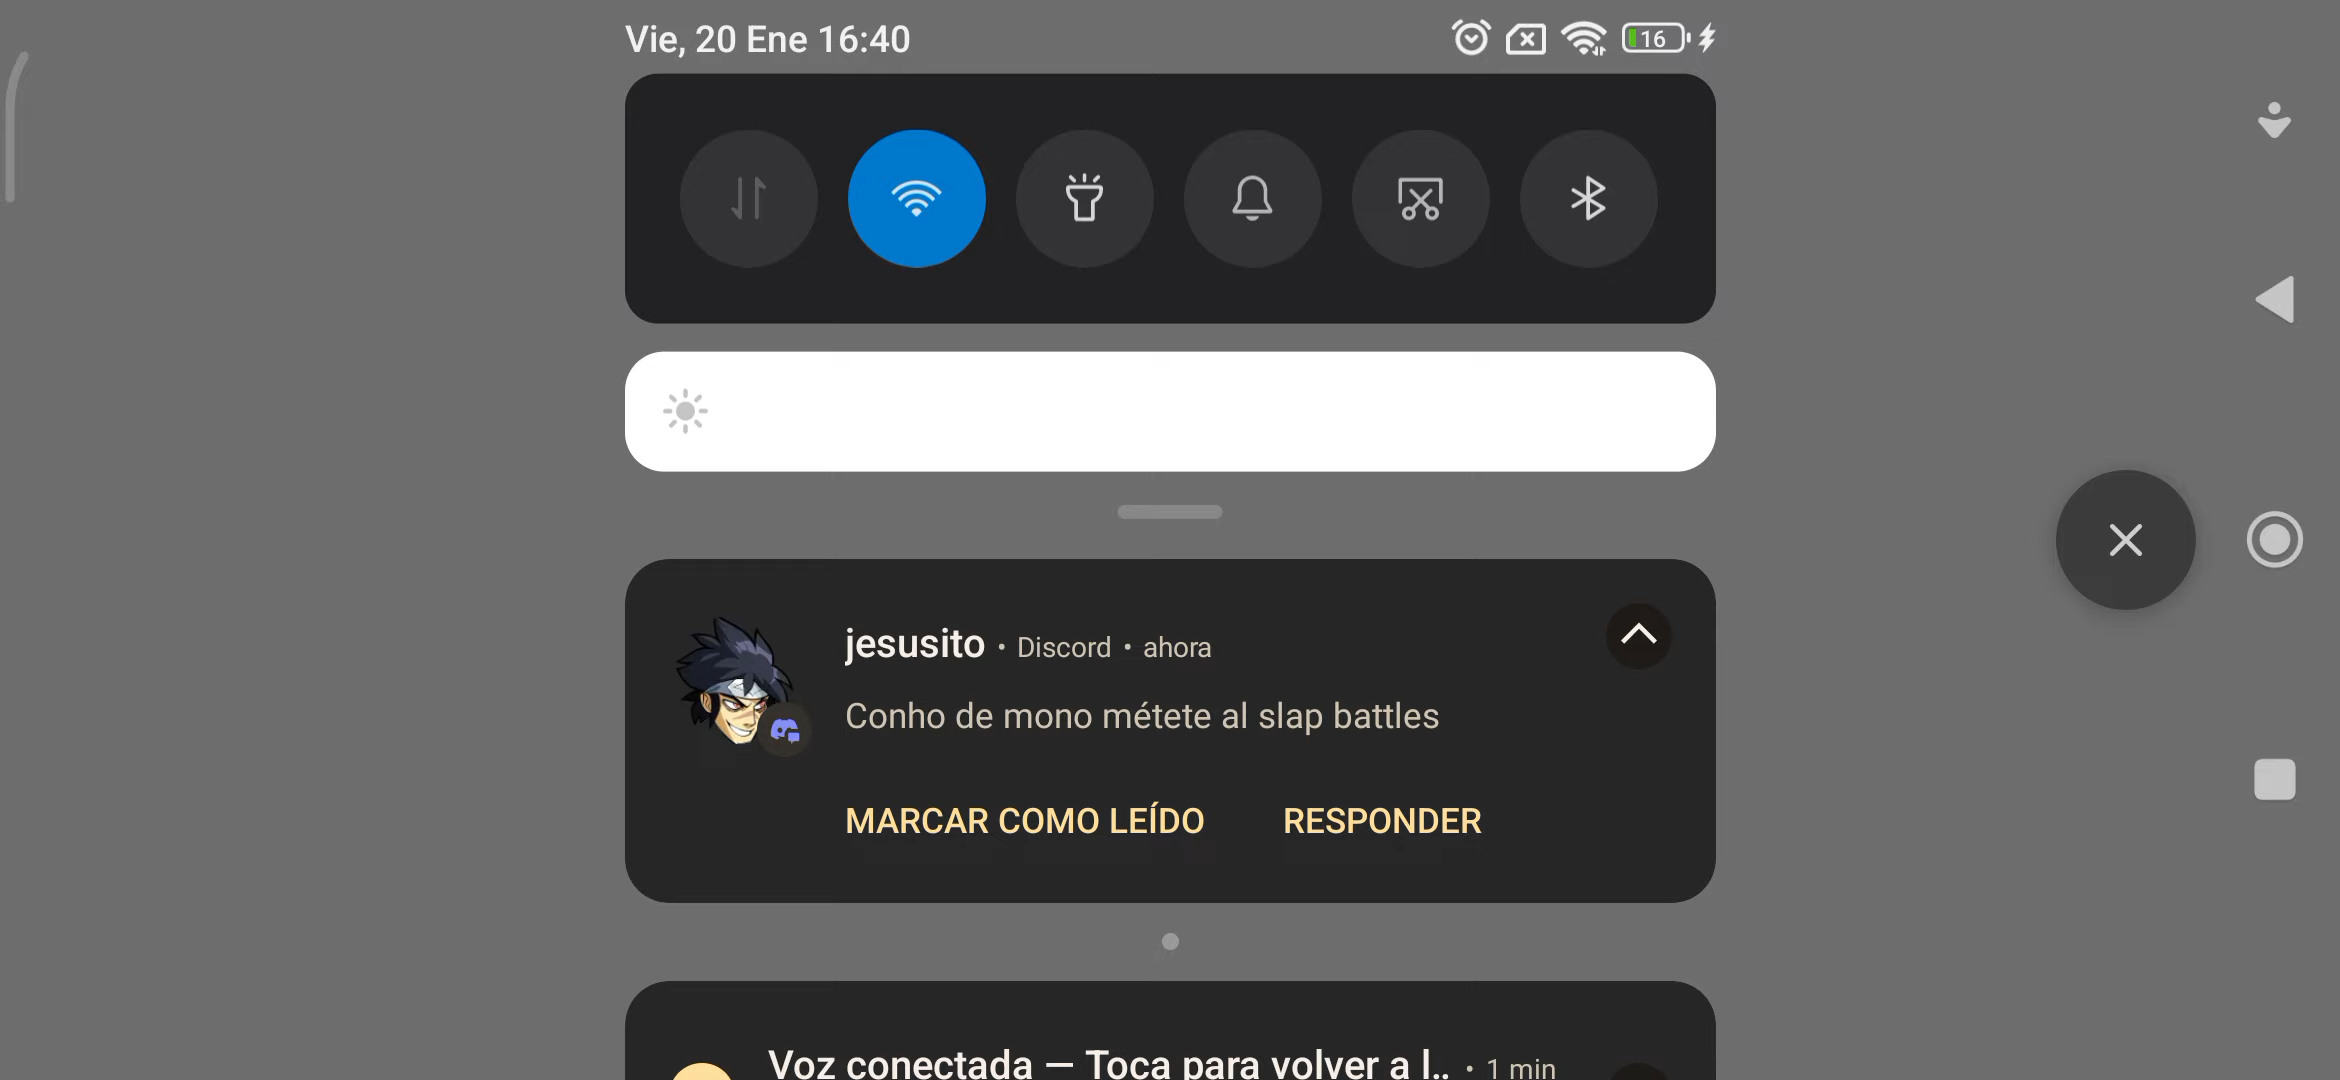 Vie, 20 Ene 16:40
16
jesusito • Discord • ahora
Conho de mono métete al slap battles
MARCAR COMO LEÍDO RESPONDER
Voz conectada — Toca para volver a l.. • 1 min